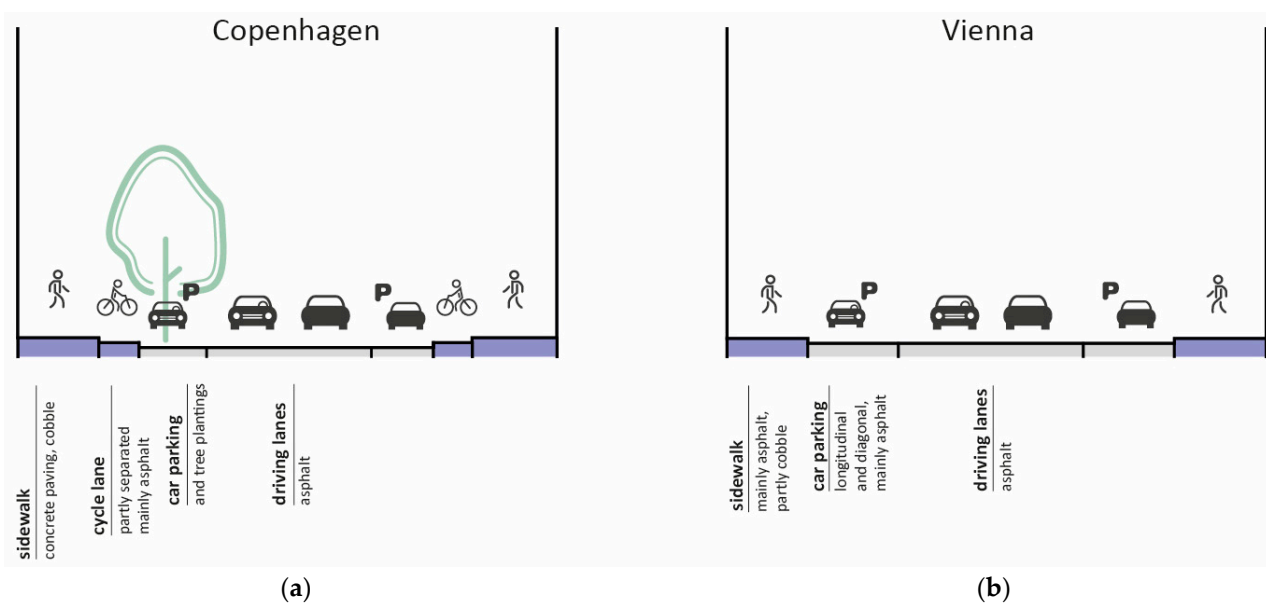 Copenhagen
P
P
sidewalk
concrete paving, cobble
cycle lane
partly separated
mainly asphalt
car parking
and tree plantings
driving lanes
asphalt
(a)
Vienna
P
P
sidewalk
mainly asphalt,
partly cobble
car parking
longitudinal
and diagonal,
mainly asphalt
driving lanes
asphalt
(b)